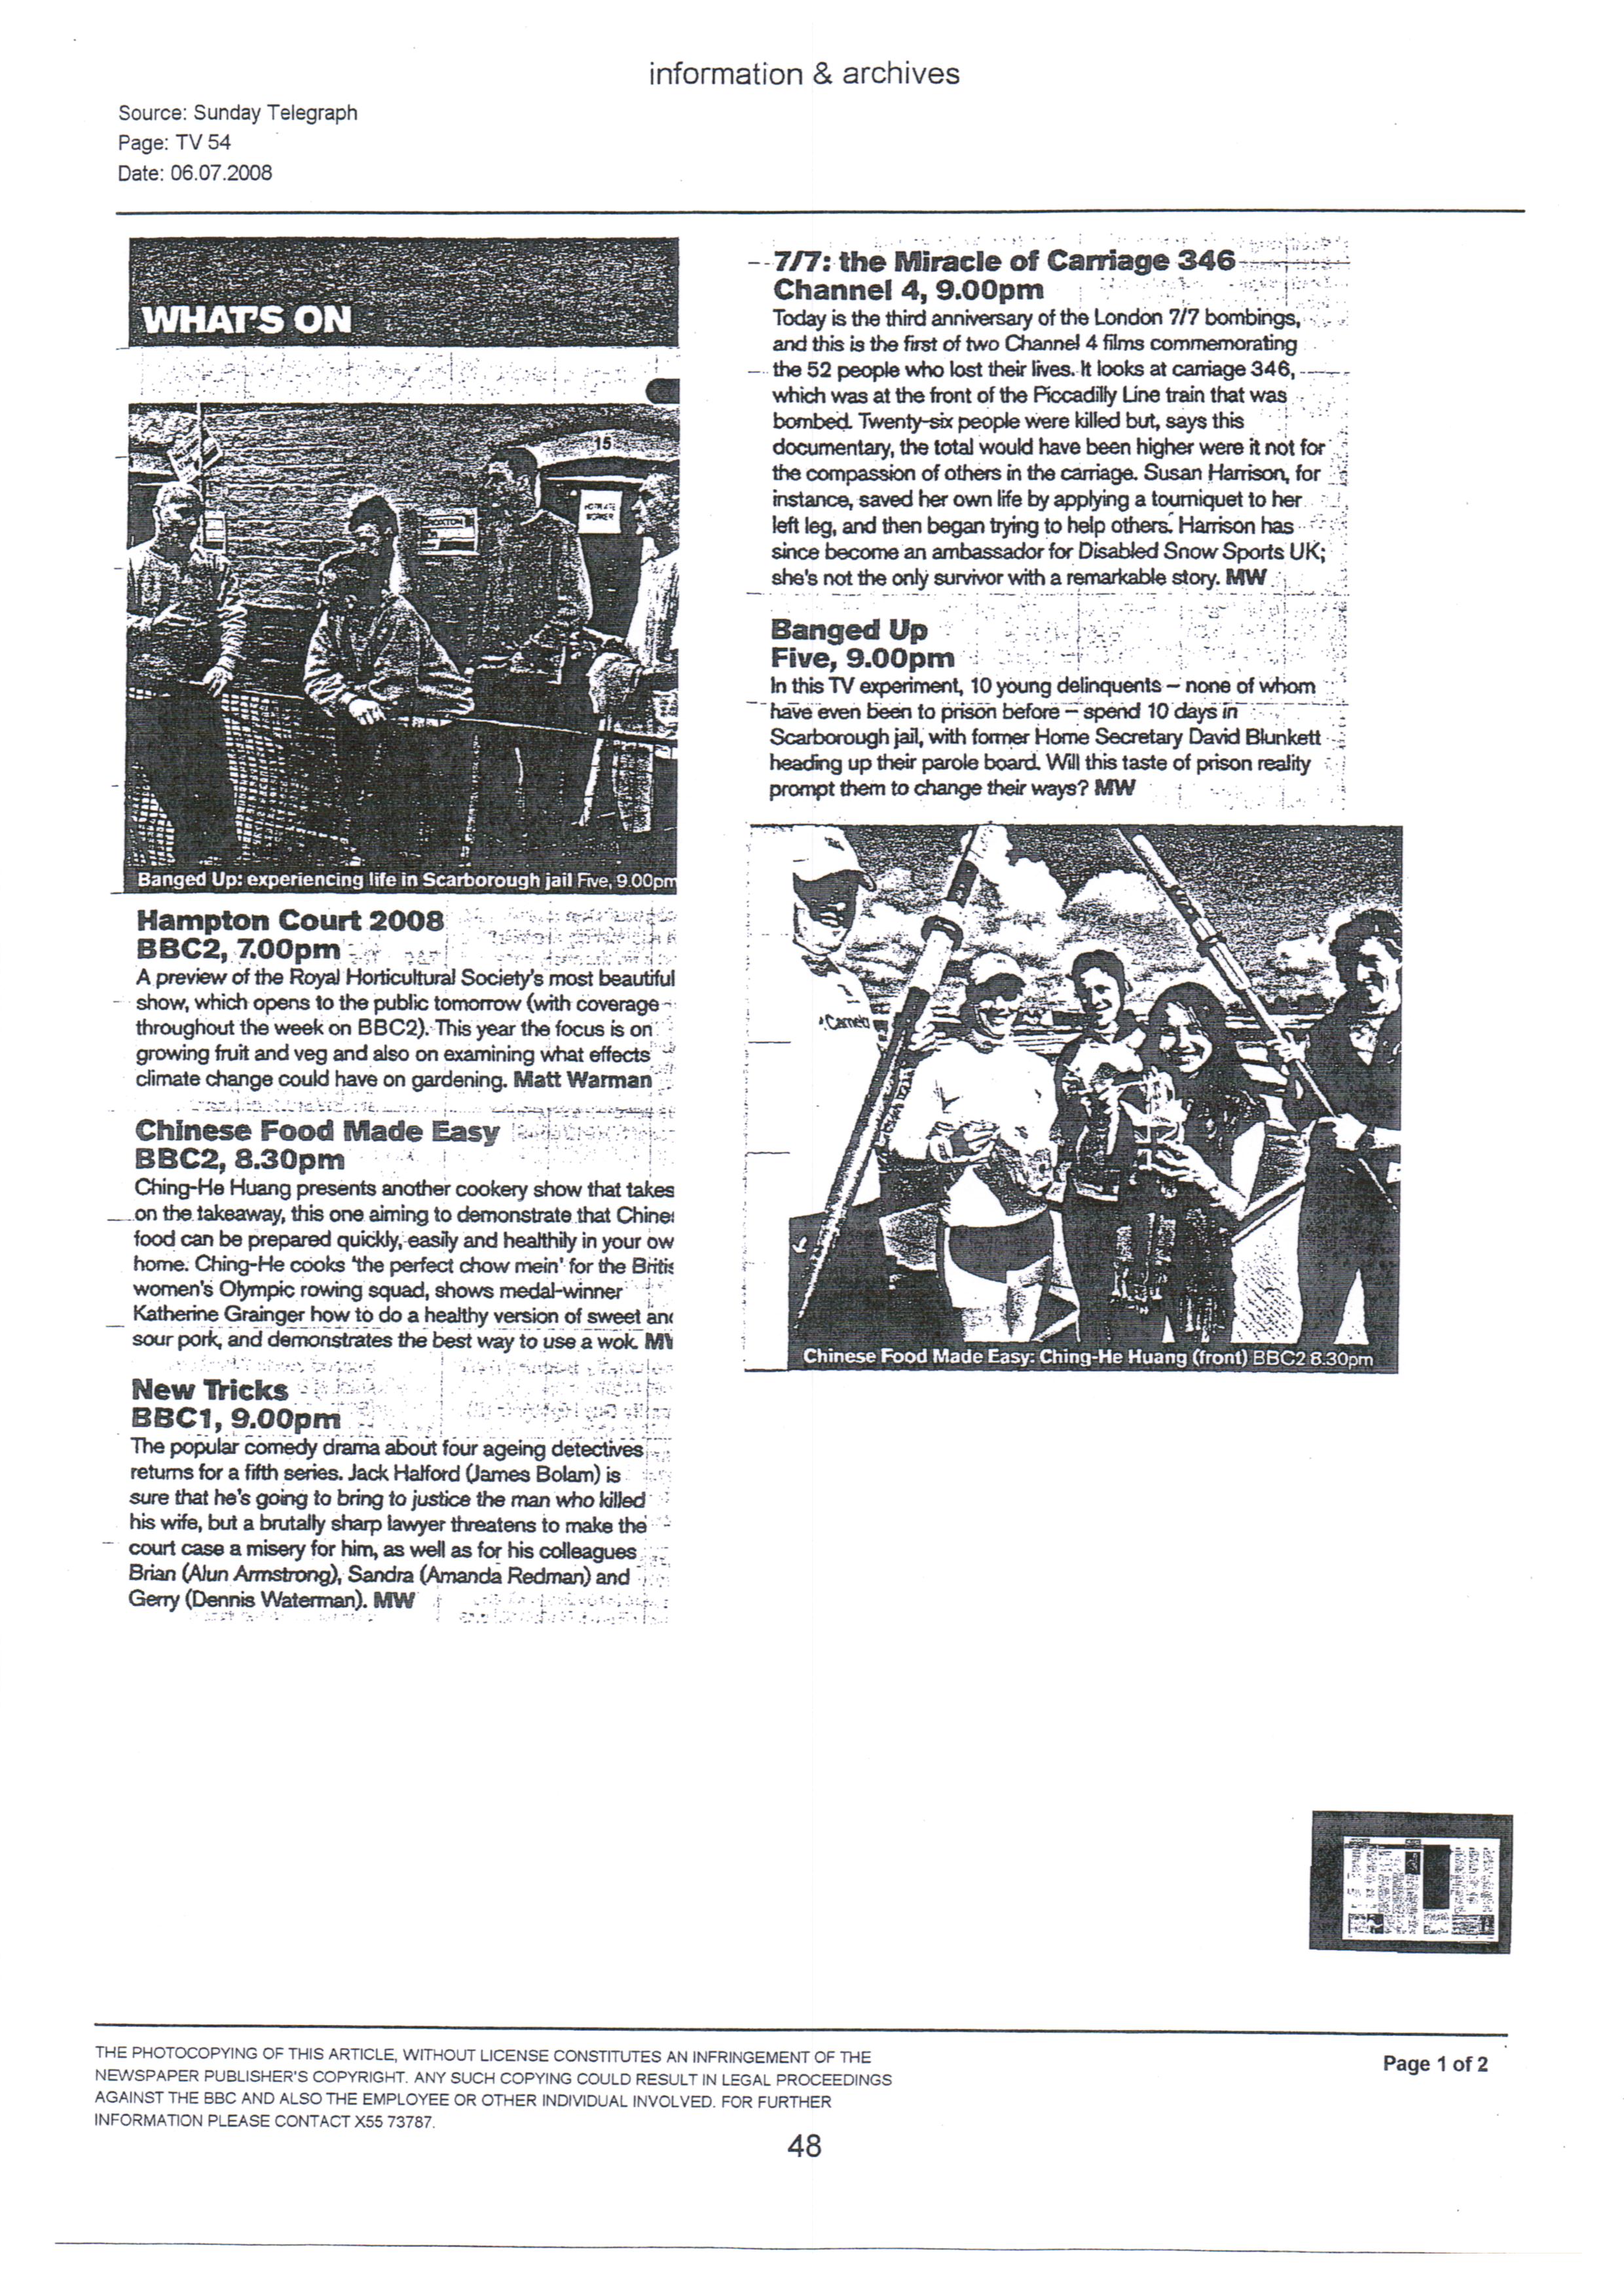 information & archives
Source: Sunday Telegraph
Page: TV 54
Date: 06.07.2008
WHAT'S ON
15
HOXTON
WORKER
Banged Up: experiencing life in Scarborough jail Five, 9.00pm
Hampton Court 2008
BBC2, 7.00pm
A preview of the Royal Horticultural Society's most beautiful
show, which opens to the public tomorrow (with coverage
throughout the week on BBC2). This year the focus is on
growing fruit and veg and also on examining what effects
climate change could have on gardening. Matt Warman
Chinese Food Made Easy
BBC2, 8.30pm
Ching-He Huang presents another cookery show that takes
on the takeaway, this one aiming to demonstrate that Chine
food can be prepared quickly, easily and healthily in your ow
home. Ching-He cooks 'the perfect chow mein' for the Britis
women's Olympic rowing squad, shows medal-winner
Katherine Grainger how to do a healthy version of sweet and
sour pork, and demonstrates the best way to use a wok. MW
New Tricks
BBC1, 9.00pm
The popular comedy drama about four ageing detectives
returns for a fifth series. Jack Halford (James Bolam) is
sure that he's going to bring to justice the man who killed
his wife, but a brutally sharp lawyer threatens to make the
court case a misery for him, as well as for his colleagues
Brian (Alun Armstrong), Sandra (Amanda Redman) and
Gerry (Dennis Waterman). MW
7/7: the Miracle of Carriage 346
Channel 4, 9.00pm
Today is the third anniversary of the London 7/7 bombings,
and this is the first of two Channel 4 films commemorating
the 52 people who lost their lives. It looks at carriage 346,
which was at the front of the Piccadilly Line train that was
bombed. Twenty-six people were killed but, says this
documentary, the total would have been higher were it not for
the compassion of others in the carriage. Susan Harrison, for
instance, saved her own life by applying a tourniquet to her
left leg, and then began trying to help others. Harrison has
since become an ambassador for Disabled Snow Sports UK;
she's not the only survivor with a remarkable story. MW
Banged Up
Five, 9.00pm
In this TV experiment, 10 young delinquents – none of whom
have even been to prison before – spend 10 days in
Scarborough jail, with former Home Secretary David Blunkett
heading up their parole board. Will this taste of prison reality
prompt them to change their ways? MW
Camelo
Chinese Food Made Easy: Ching-He Huang (front) BBC2 8.30pm
THE PHOTOCOPYING OF THIS ARTICLE, WITHOUT LICENSE CONSTITUTES AN INFRINGEMENT OF THE
NEWSPAPER PUBLISHER'S COPYRIGHT. ANY SUCH COPYING COULD RESULT IN LEGAL PROCEEDINGS
AGAINST THE BBC AND ALSO THE EMPLOYEE OR OTHER INDIVIDUAL INVOLVED. FOR FURTHER
INFORMATION PLEASE CONTACT X55 73787.
Page 1 of 2
48